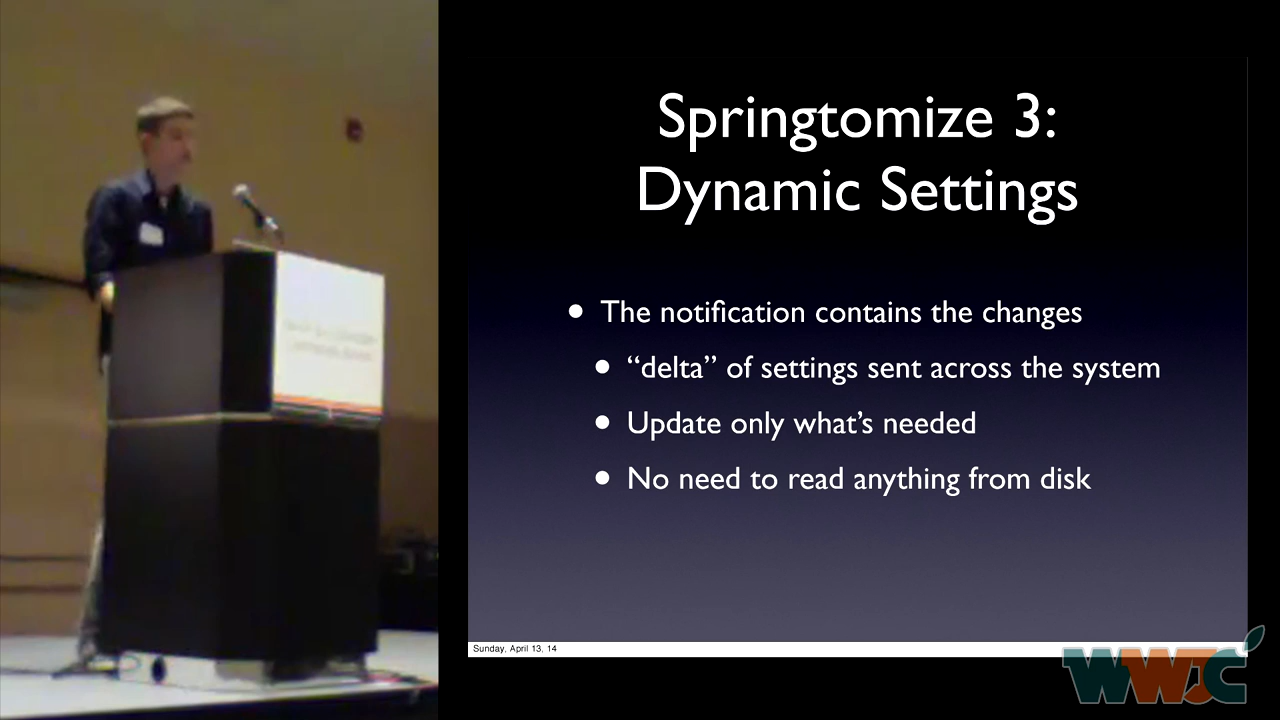 Springtomize 3:
Dynamic Settings
• The notification contains the changes
• “delta” of settings sent across the system
• Update only what’s needed
• No need to read anything from disk
Sunday, April 13, 14
WWJC